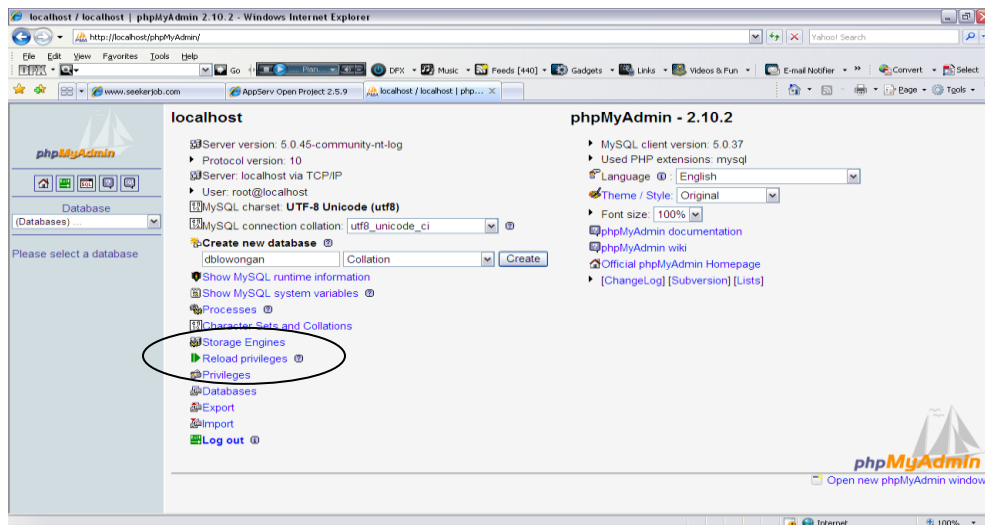 localhost / localhost | phpMyAdmin 2.10.2 - Windows Internet Explorer
http://localhost/phpMyAdmin/
Yahoo! Search
File Edit View Favorites Tools Help
Go Plan DFX Music Feeds [440] Gadgets Links Videos & Fun E-mail Notifier » Convert Select
www.seekerjob.com AppServ Open Project 2.5.9 localhost / localhost | php... X Page Tools
phpMyAdmin
Database
(Databases) ...
Please select a database
localhost
Server version: 5.0.45-community-nt-log
Protocol version: 10
Server: localhost via TCP/IP
User: root@localhost
MySQL charset: UTF-8 Unicode (utf8)
MySQL connection collation: utf8_unicode_ci
Create new database
dblowongan Collation Create
Show MySQL runtime information
Show MySQL system variables
Processes
Character Sets and Collations
Storage Engines
Reload privileges
Privileges
Databases
Export
Import
Log out
phpMyAdmin - 2.10.2
MySQL client version: 5.0.37
Used PHP extensions: mysql
Language : English
Theme / Style: Original
Font size: 100%
phpMyAdmin documentation
phpMyAdmin wiki
Official phpMyAdmin Homepage
[ChangeLog] [Subversion] [Lists]
phpMyAdmin
Open new phpMyAdmin window
Internet 100%